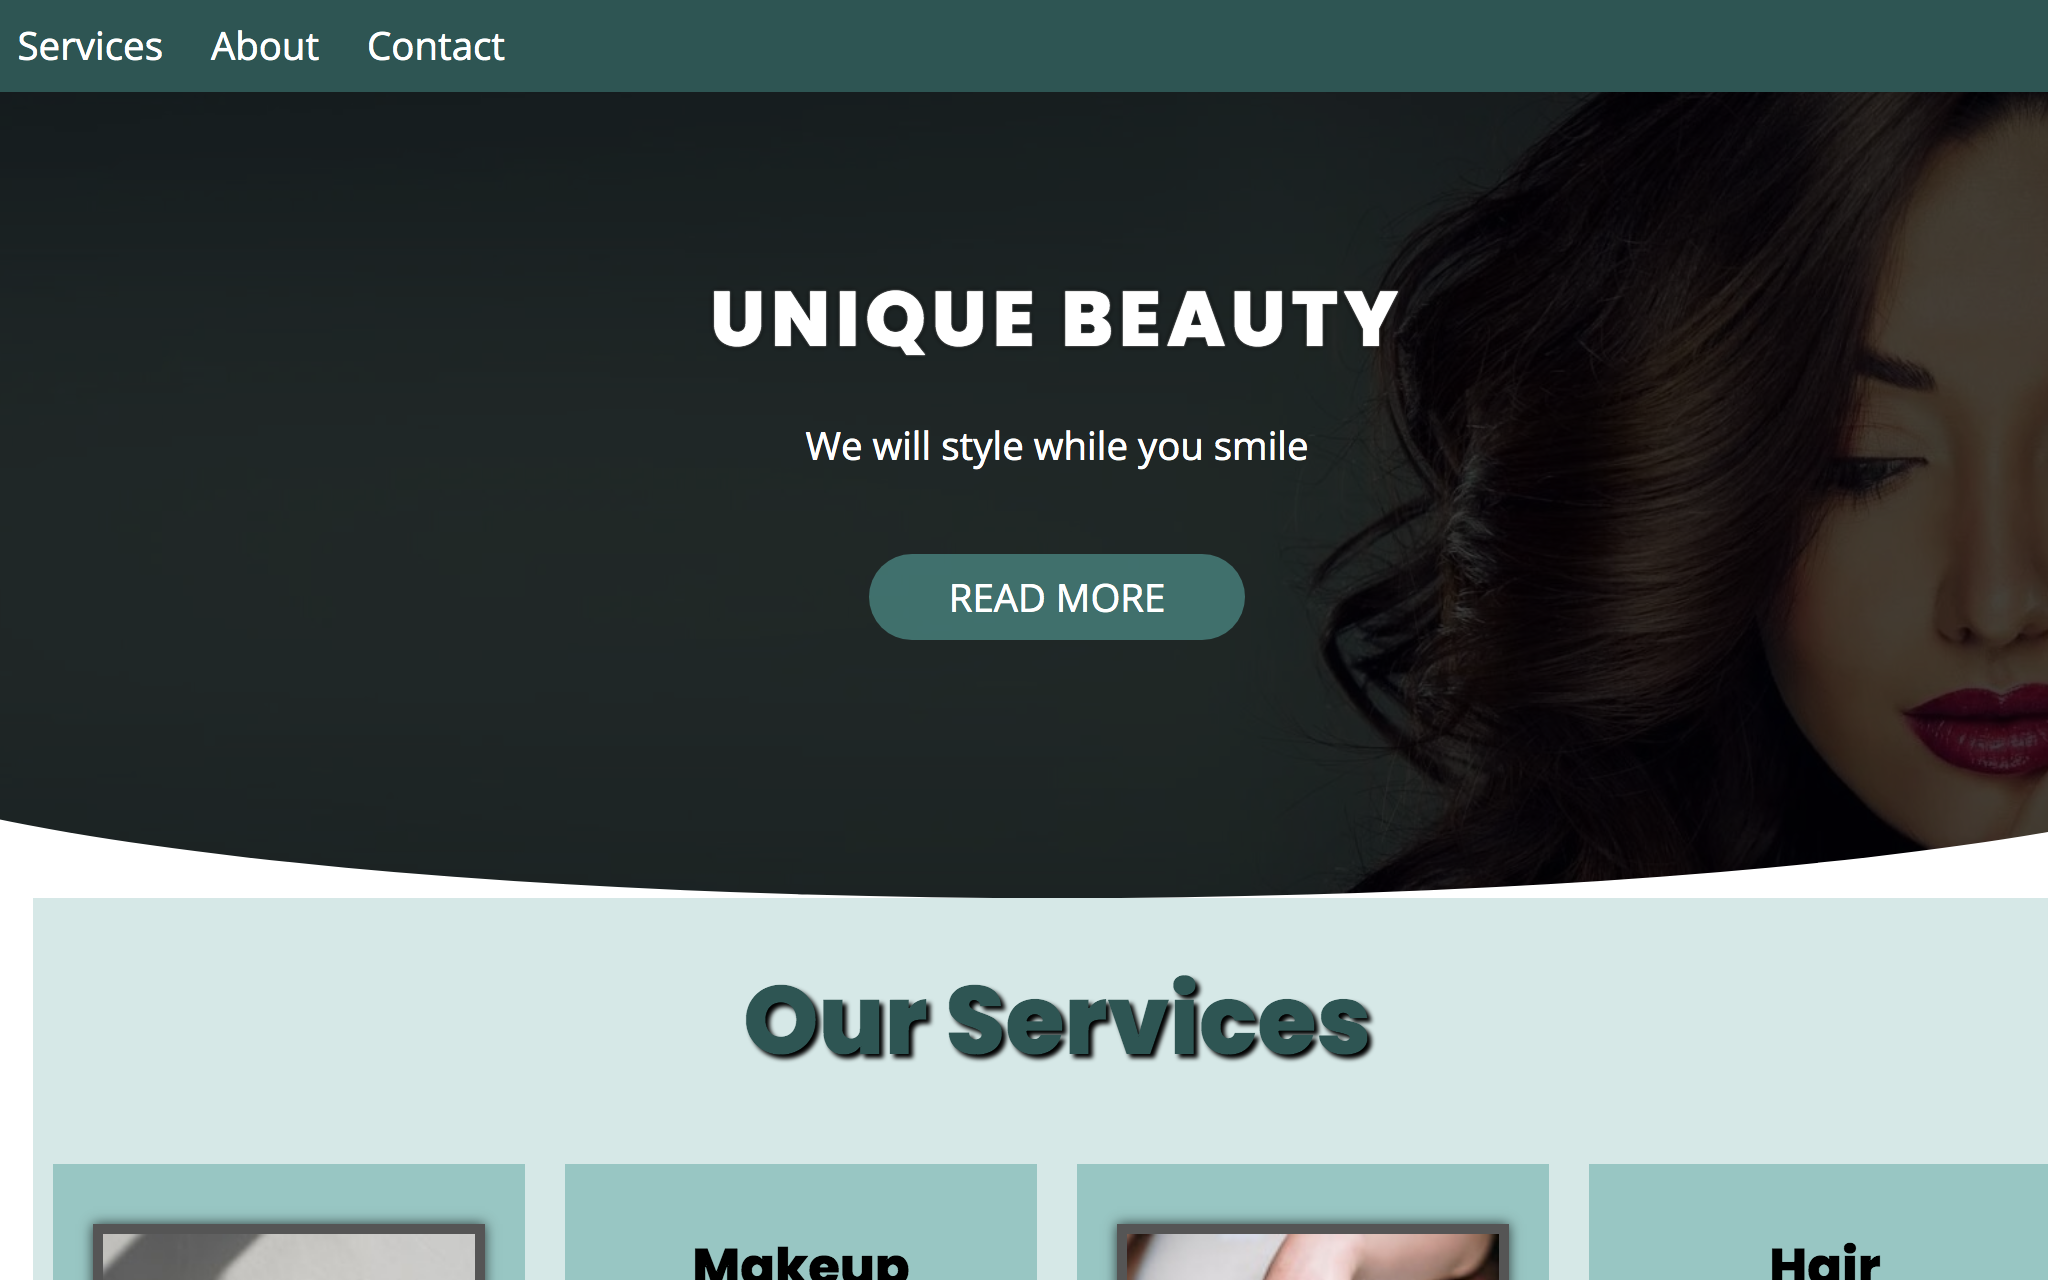 Services About Contact
UNIQUE BEAUTY
We will style while you smile
READ MORE
Our Services
Makeup
Hair